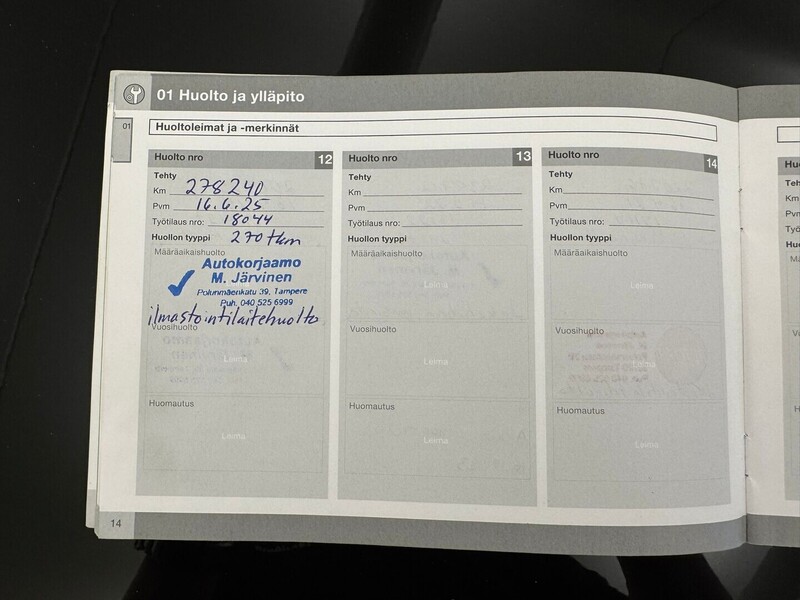 01 Huolto ja ylläpito
01
Huoltoleimat ja -merkinnät
Huolto nro 12
Tehty
Km 278240
Pvm 16.6.25
Työtilaus nro: 18044
Huollon tyyppi 270 tkm
Määräaikaishuolto
Autokorjaamo
M. Järvinen
Polunmäenkatu 39, Tampere
Puh. 040 525 6999
ilmastointilaitehuolto
Vuosihuolto
Leima
Huomautus
Leima
Huolto nro 13
Tehty
Km
Pvm
Työtilaus nro:
Huollon tyyppi
Määräaikaishuolto
Leima
Vuosihuolto
Leima
Huomautus
Leima
Huolto nro 14
Tehty
Km
Pvm
Työtilaus nro:
Huollon tyyppi
Määräaikaishuolto
Leima
Vuosihuolto
Leima
Huomautus
Leima
14